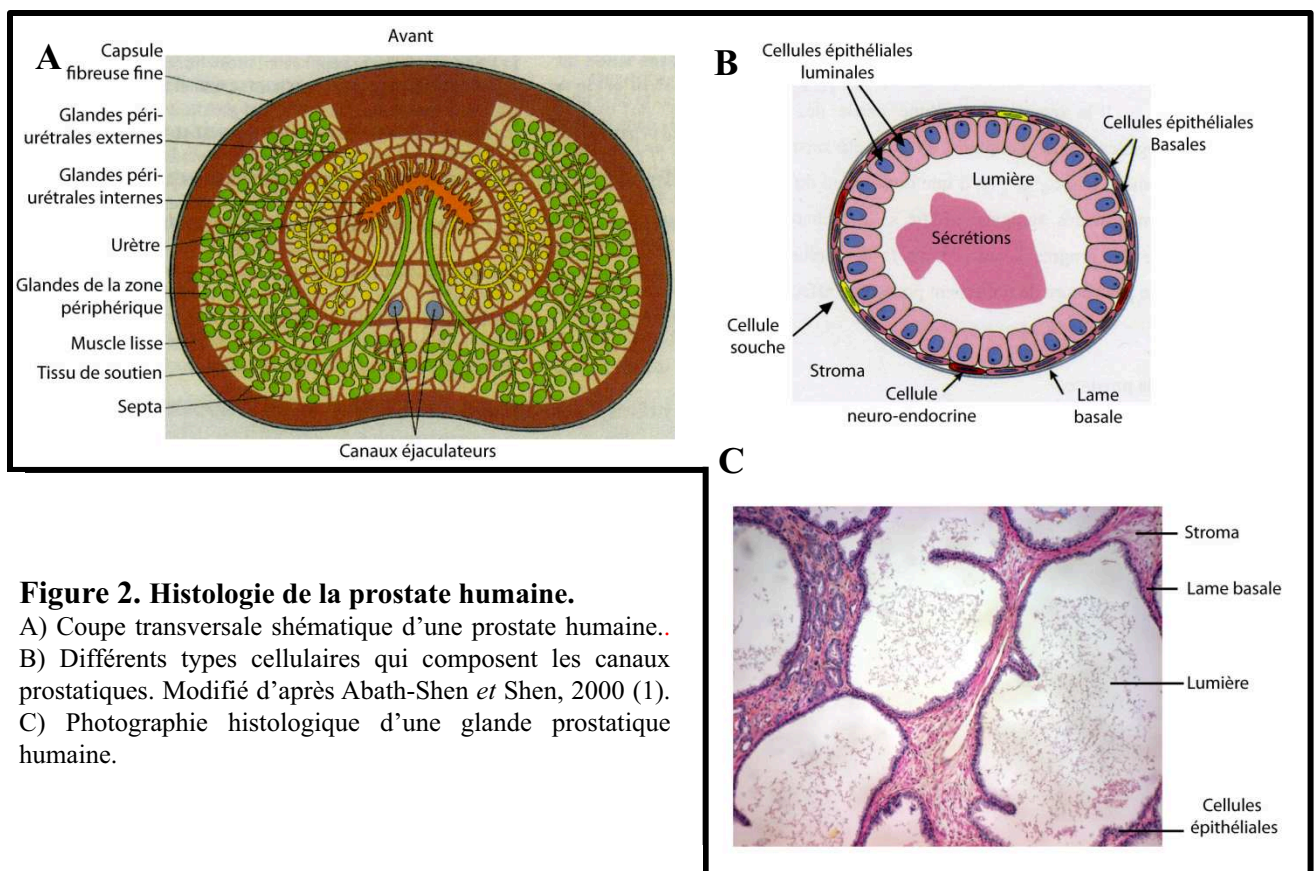 A
Avant
Capsule
fibreuse fine
Glandes péri-
urétrales externes
Glandes péri-
urétrales internes
Urètre
Glandes de la zone
périphérique
Muscle lisse
Tissu de soutien
Septa
Canaux éjaculateurs
B
Cellules épithéliales
luminales
Cellules épithéliales
Basales
Lumière
Sécrétions
Cellule
souche
Stroma
Cellule
neuro-endocrine
Lame
basale
C
Stroma
Lame basale
Lumière
Cellules
épithéliales
Figure 2. Histologie de la prostate humaine.
A) Coupe transversale shématique d’une prostate humaine..
B) Différents types cellulaires qui composent les canaux
prostatiques. Modifié d’après Abath-Shen et Shen, 2000 (1).
C) Photographie histologique d’une glande prostatique
humaine.